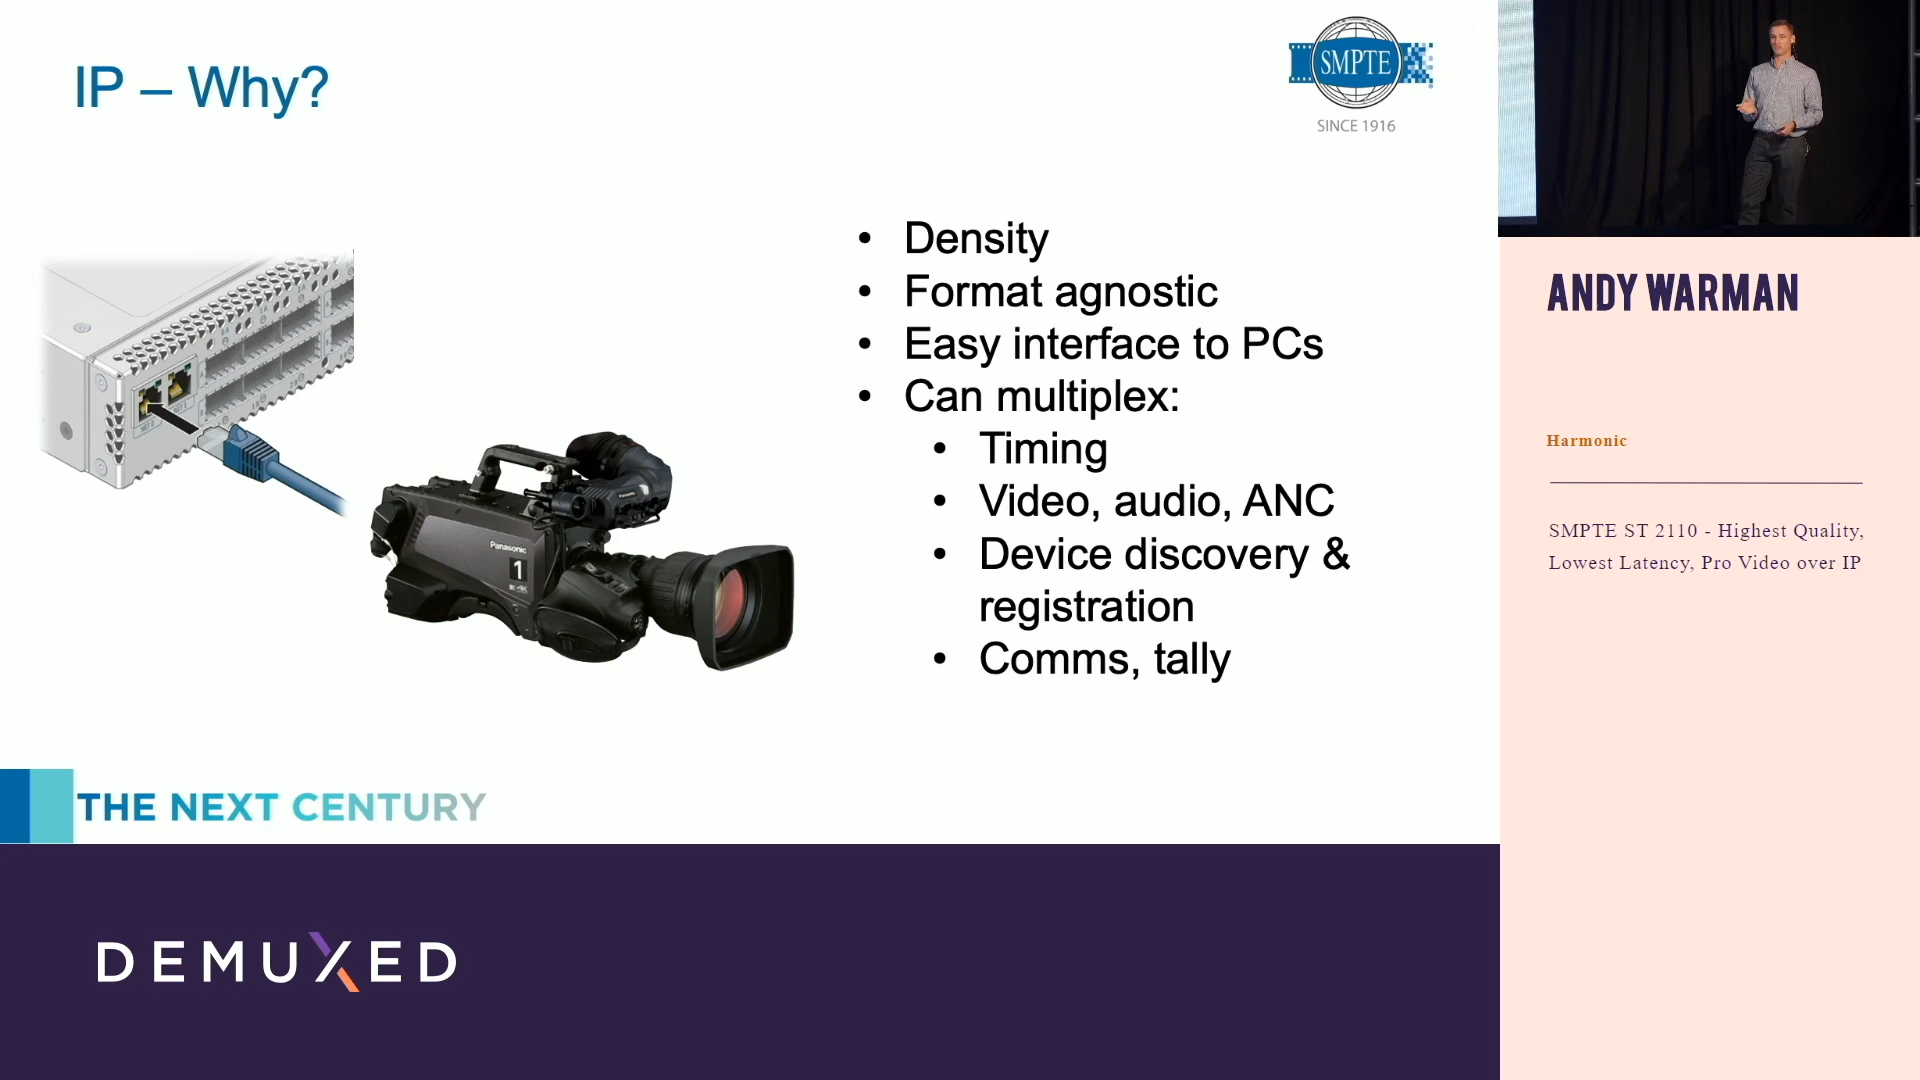 IP – Why?
SMPTE
SINCE 1916
• Density
• Format agnostic
• Easy interface to PCs
• Can multiplex:
• Timing
• Video, audio, ANC
• Device discovery &
registration
• Comms, tally
Panasonic
1
4K
THE NEXT CENTURY
DEMUXED
ANDY WARMAN
Harmonic
SMPTE ST 2110 - Highest Quality,
Lowest Latency, Pro Video over IP